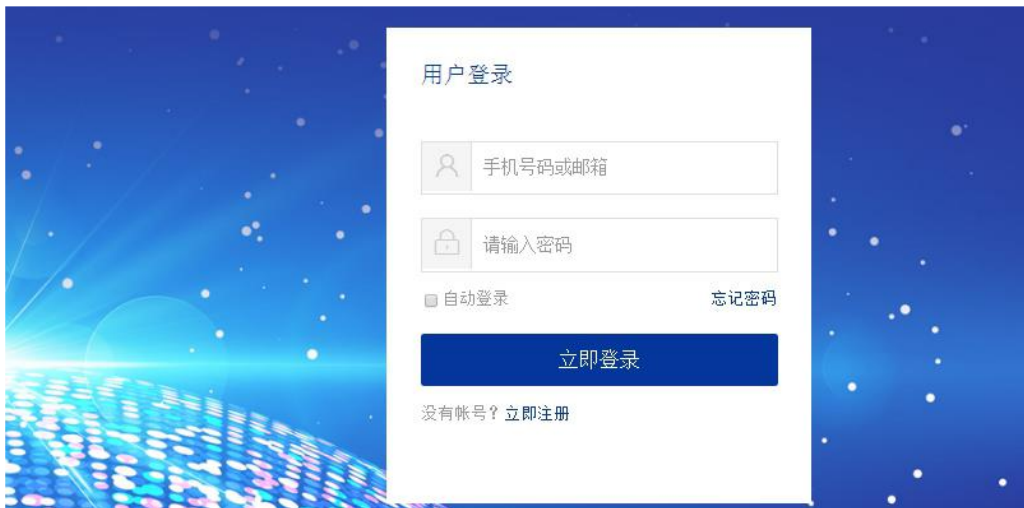 用户登录
手机号码或邮箱
请输入密码
自动登录 忘记密码
立即登录
没有帐号？立即注册